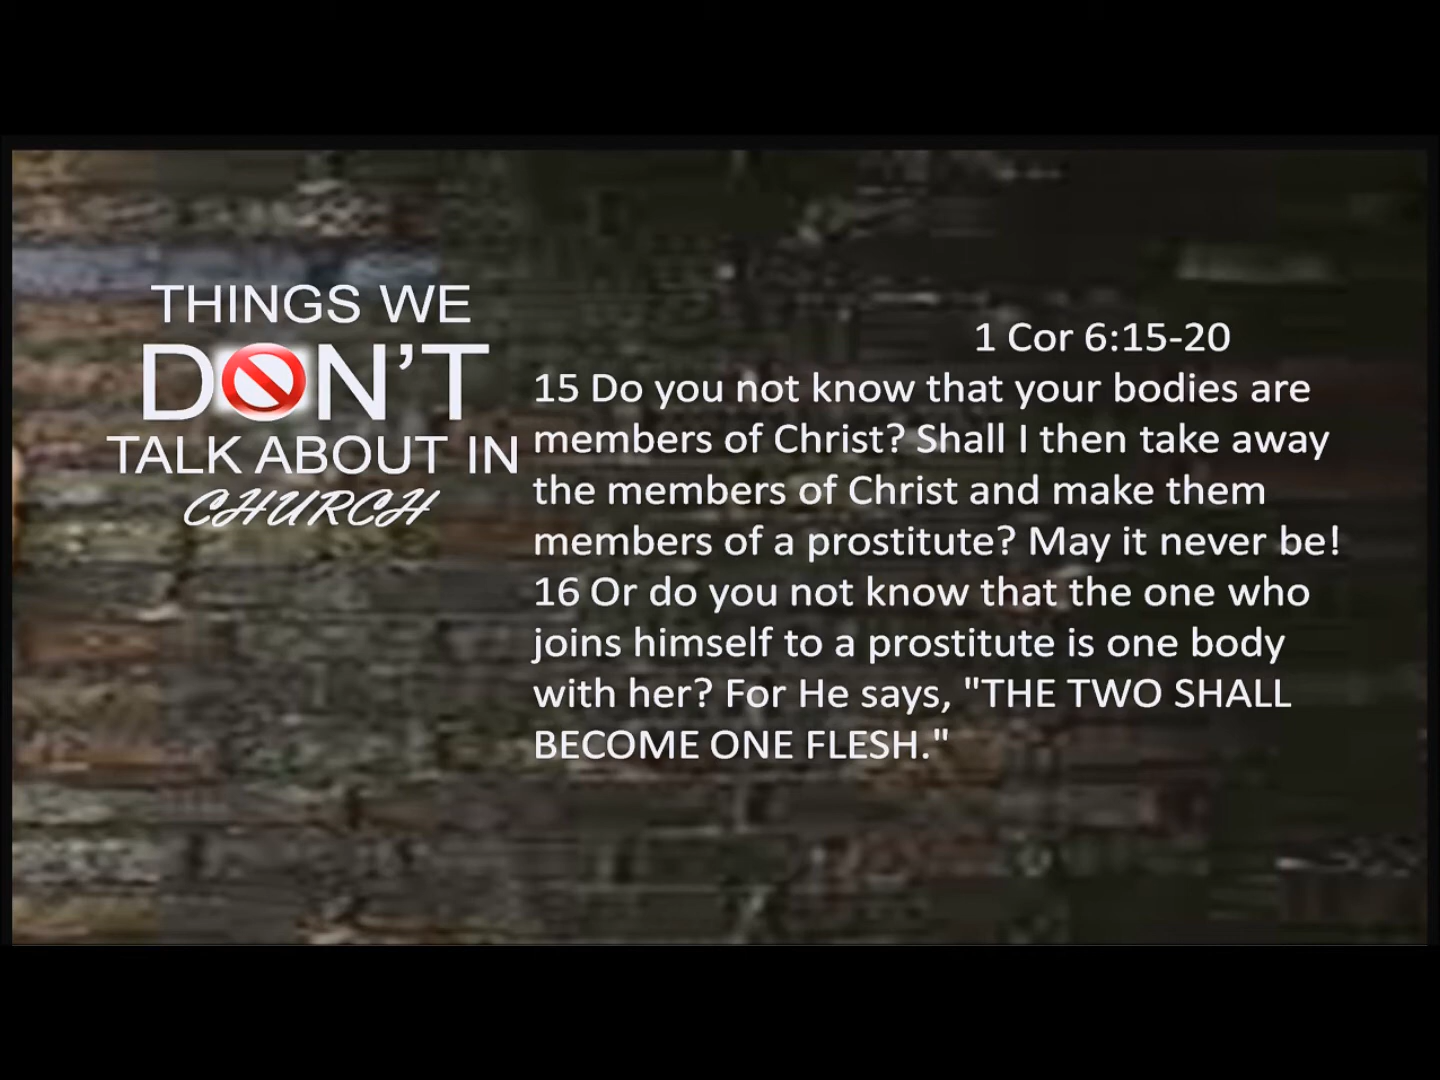 THINGS WE
DON'T
TALK ABOUT IN
CHURCH
1 Cor 6:15-20
15 Do you not know that your bodies are
members of Christ? Shall I then take away
the members of Christ and make them
members of a prostitute? May it never be!
16 Or do you not know that the one who
joins himself to a prostitute is one body
with her? For He says, "THE TWO SHALL
BECOME ONE FLESH."